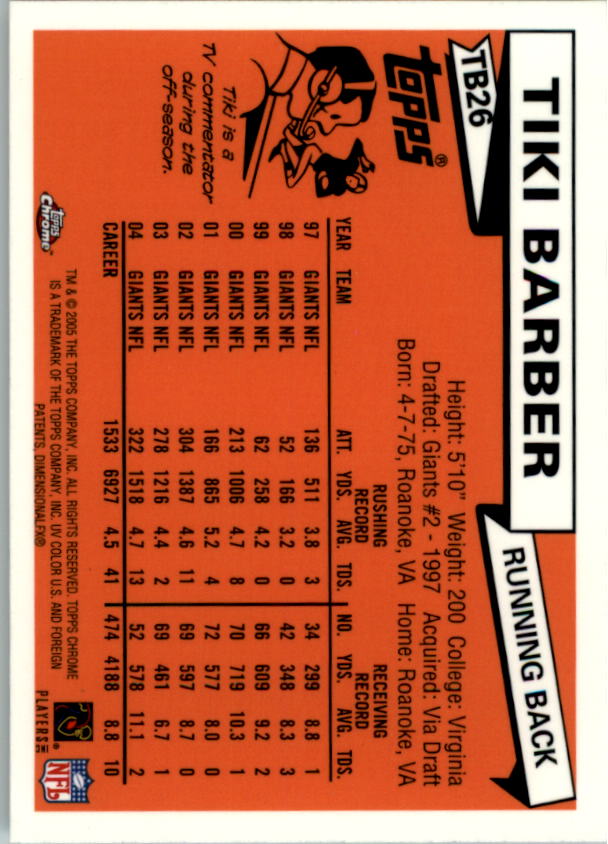 TIKI BARBER
RUNNING BACK
TB26
topps®
Height: 5'10" Weight: 200 College: Virginia
Drafted: Giants #2 - 1997 Acquired: Via Draft
Born: 4-7-75, Roanoke, VA Home: Roanoke, VA
Tiki is a
TV commentator
during the
off-season.
RUSHING RECEIVING
RECORD RECORD
YEAR TEAM ATT. YDS. AVG. TDS. NO. YDS. AVG. TDS.
97 GIANTS NFL 136 511 3.8 3 34 299 8.8 1
98 GIANTS NFL 52 166 3.2 0 42 348 8.3 3
99 GIANTS NFL 62 258 4.2 0 66 609 9.2 2
00 GIANTS NFL 213 1006 4.7 8 70 719 10.3 1
01 GIANTS NFL 166 865 5.2 4 72 577 8.0 0
02 GIANTS NFL 304 1387 4.6 11 69 597 8.7 0
03 GIANTS NFL 278 1216 4.4 2 69 461 6.7 1
04 GIANTS NFL 322 1518 4.7 13 52 578 11.1 2
CAREER 1533 6927 4.5 41 474 4188 8.8 10
TM & © 2005 THE TOPPS COMPANY, INC. ALL RIGHTS RESERVED. TOPPS CHROME
IS A TRADEMARK OF THE TOPPS COMPANY, INC. UV COLOR U.S. AND FOREIGN
PATENTS, DIMENSIONALFX®
Topps
Chrome™
PLAYERS INC
NFL